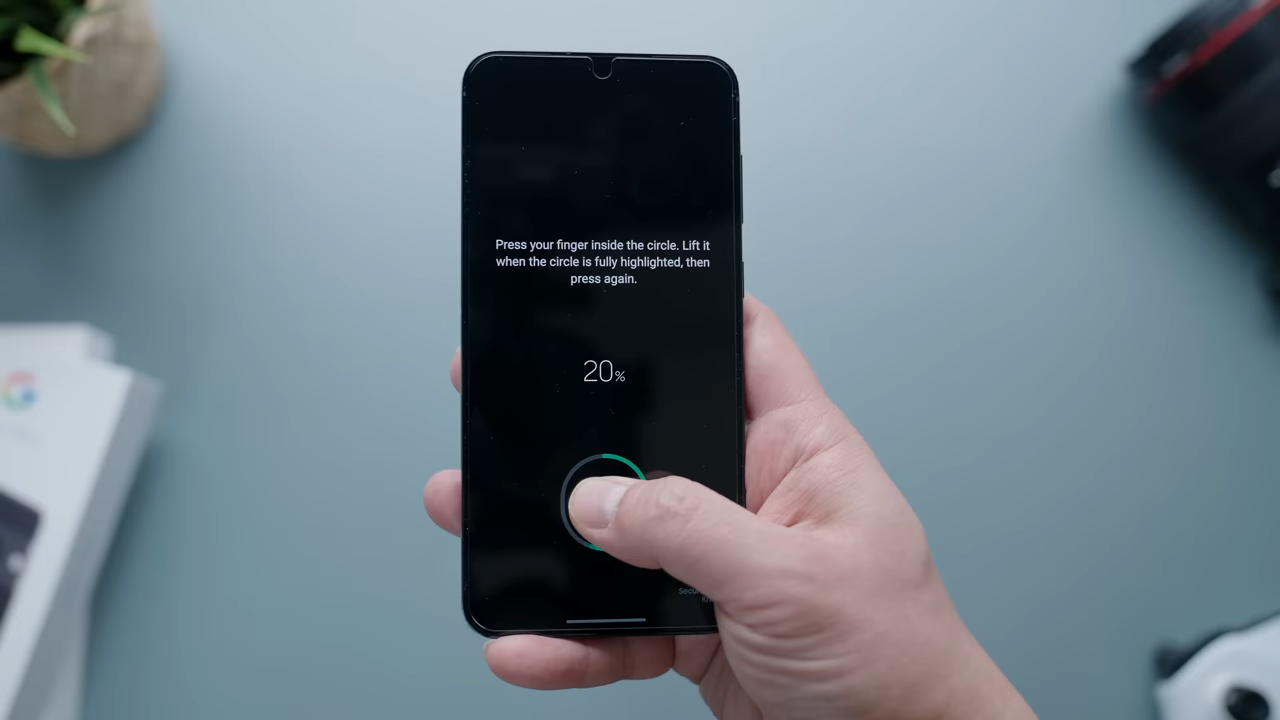 Press your finger inside the circle. Lift it
when the circle is fully highlighted, then
press again.
20%